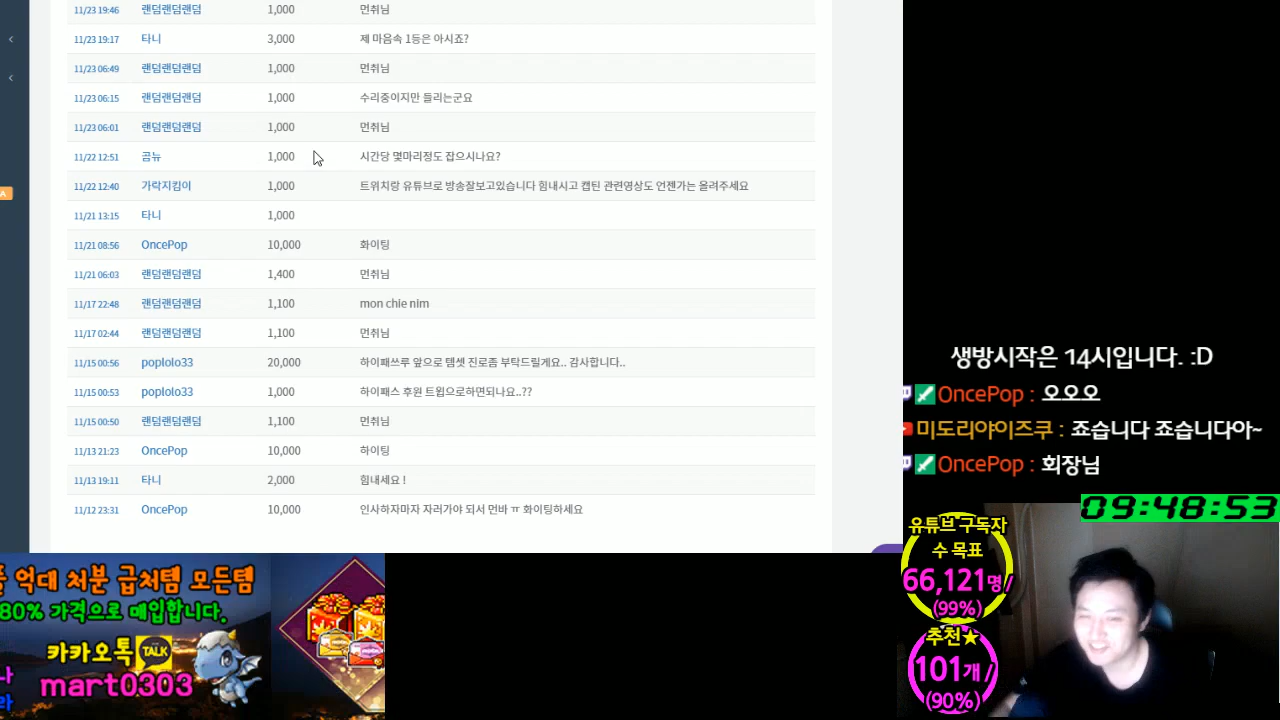 11/23 19:46 랜덤랜덤랜덤 1,000 먼취님
11/23 19:17 타니 3,000 제 마음속 1등은 아시죠?
11/23 06:49 랜덤랜덤랜덤 1,000 먼취님
11/23 06:15 랜덤랜덤랜덤 1,000 수리중이지만 들리는군요
11/23 06:01 랜덤랜덤랜덤 1,000 먼취님
11/22 12:51 곰뉴 1,000 시간당 몇마리정도 잡으시나요?
11/22 12:40 가락지킴이 1,000 트위치랑 유튜브로 방송잘보고있습니다 힘내시고 캡틴 관련영상도 언젠가는 올려주세요
11/21 13:15 타니 1,000
11/21 08:56 OncePop 10,000 화이팅
11/21 06:03 랜덤랜덤랜덤 1,400 먼취님
11/17 22:48 랜덤랜덤랜덤 1,100 mon chie nim
11/17 02:44 랜덤랜덤랜덤 1,100 먼취님
11/15 00:56 poplolo33 20,000 하이패쓰루 앞으로 템셋 진로좀 부탁드릴게요.. 감사합니다..
11/15 00:53 poplolo33 1,000 하이패스 후원 트윕으로하면되나요..??
11/15 00:50 랜덤랜덤랜덤 1,100 먼취님
11/13 21:23 OncePop 10,000 하이팅
11/13 19:11 타니 2,000 힘내세요 !
11/12 23:31 OncePop 10,000 인사하자마자 자러가야 되서 먼바 ㅠ 화이팅하세요
생방시작은 14시입니다. :D
OncePop : 오오오
미도리야이즈쿠 : 죠습니다 죠습니다아~
OncePop : 회장님
09:48:53
유튜브 구독자
수 목표
66,121명/
(99%)
추천★
101개/
(90%)
억대 처분 급처템 모든템
80% 가격으로 매입합니다.
카카오톡 TALK
mart0303